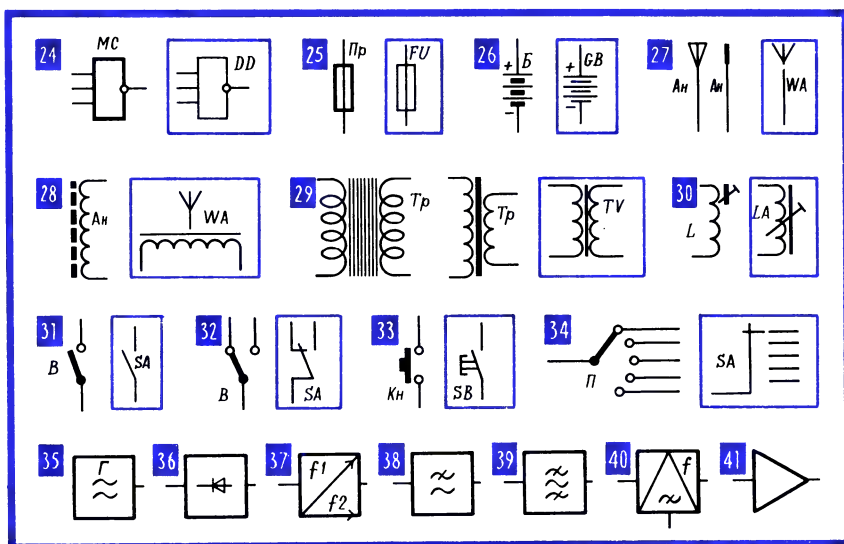 24 MC DD 25 Пр FU 26 + Б - + GB - 27 Ан Ан WA
28 Ан WA 29 Тр Тр TV 30 L LA
31 В SA 32 В SA 33 Кн SB 34 П SA
35 Г 36 37 f1 f2 38 39 40 f 41